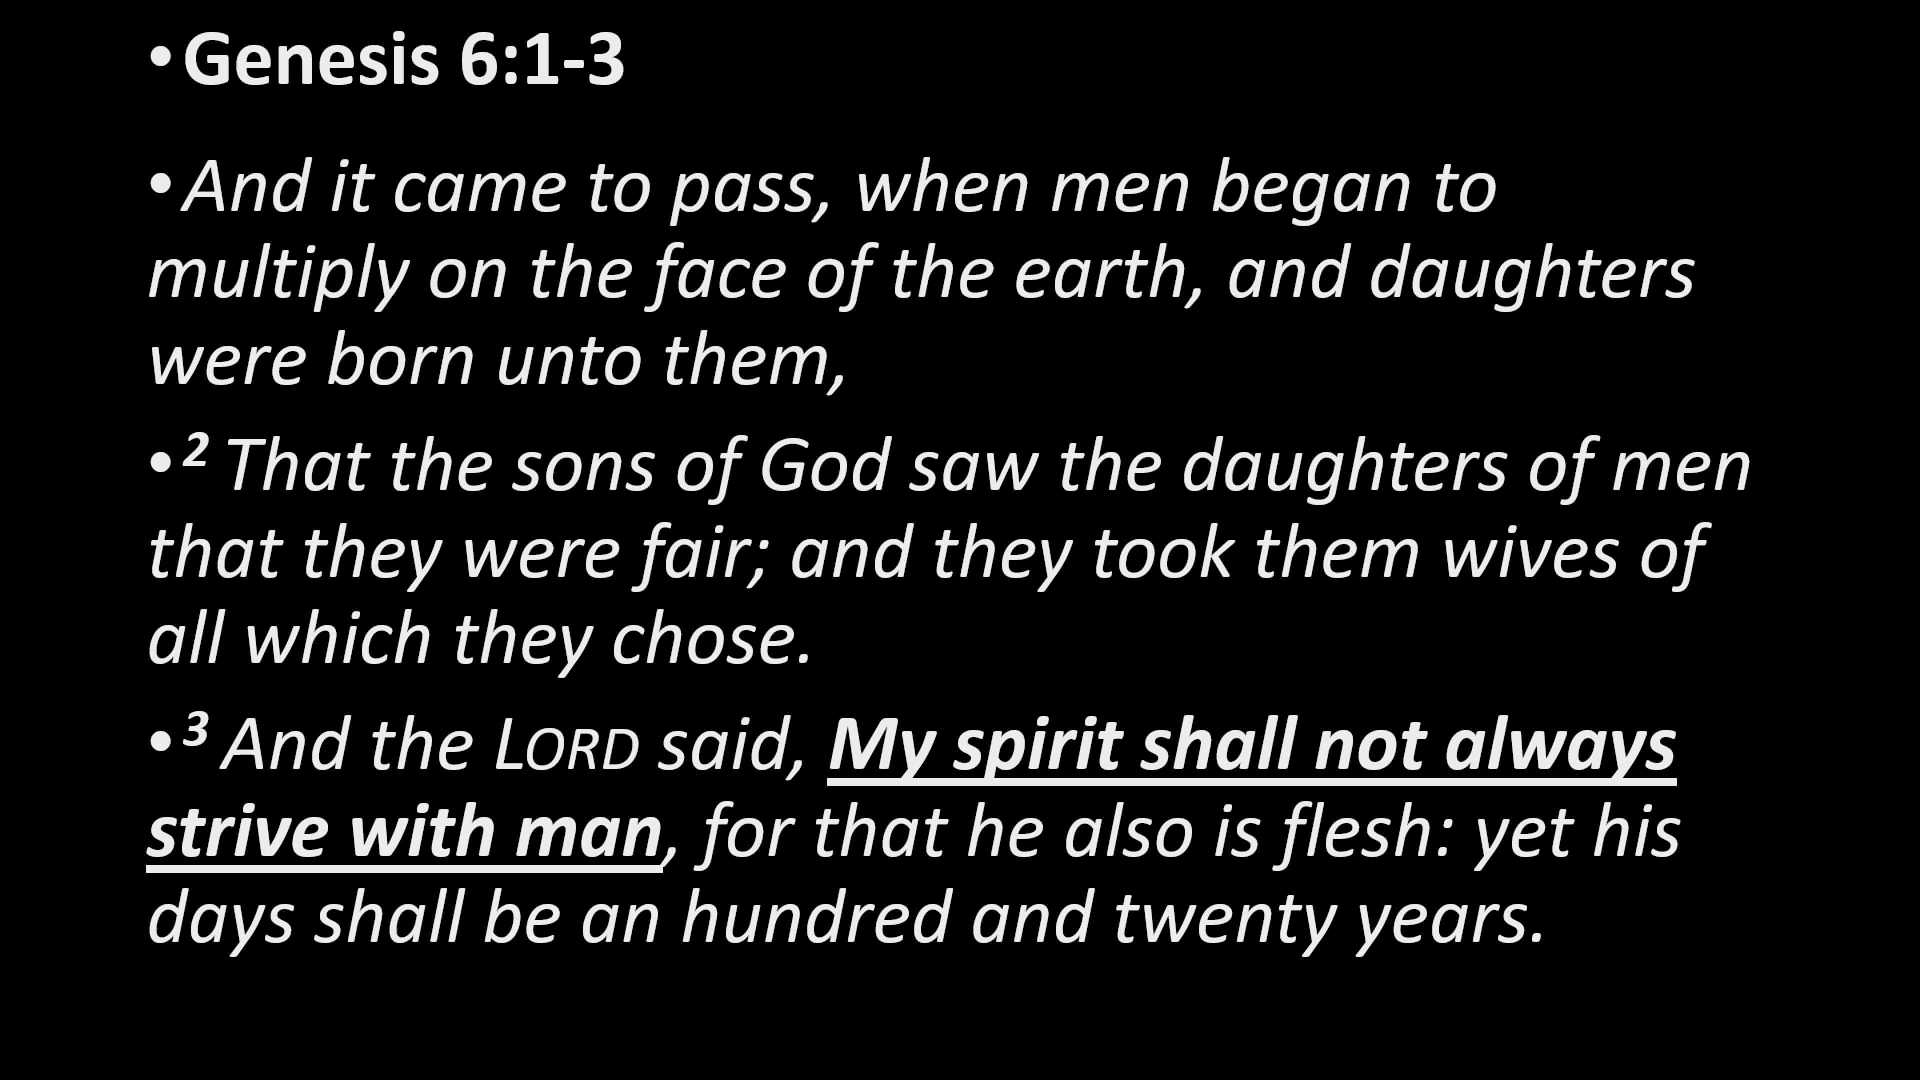 •Genesis 6:1-3
•And it came to pass, when men began to
multiply on the face of the earth, and daughters
were born unto them,
•2 That the sons of God saw the daughters of men
that they were fair; and they took them wives of
all which they chose.
•3 And the LORD said, My spirit shall not always
strive with man, for that he also is flesh: yet his
days shall be an hundred and twenty years.